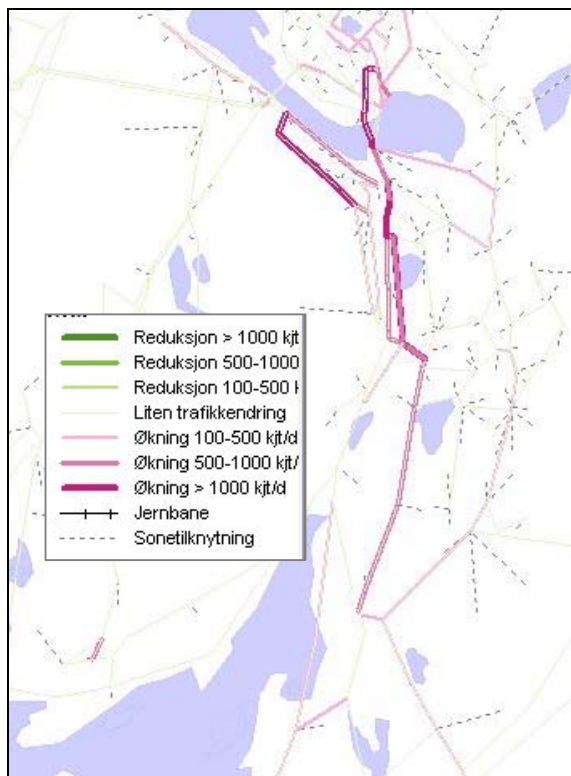 Reduksjon > 1000 kjt
Reduksjon 500-1000
Reduksjon 100-500 k
Liten trafikkendring
Økning 100-500 kjt/d
Økning 500-1000 kjt/
Økning > 1000 kjt/d
Jernbane
Sonetilknytning